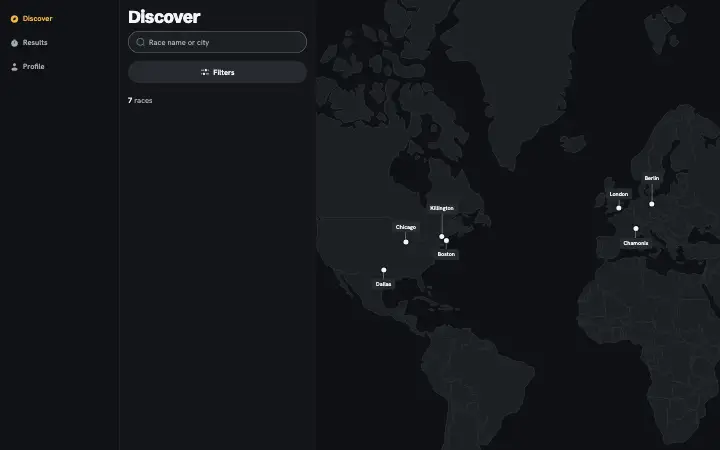 Discover
Results
Profile
Discover
Race name or city
Filters
7 races
Berlin
London
Killington
Chicago
Chamonix
Boston
Dallas